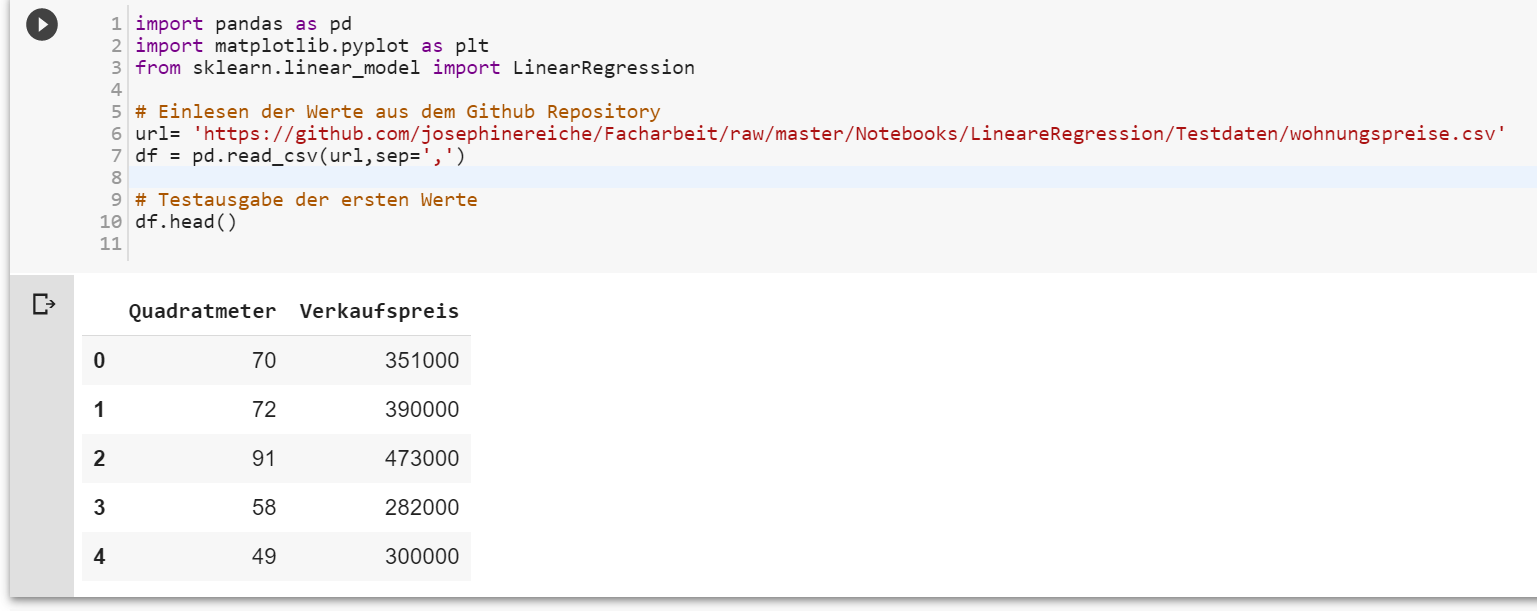 1 import pandas as pd
2 import matplotlib.pyplot as plt
3 from sklearn.linear_model import LinearRegression
4
5 # Einlesen der Werte aus dem Github Repository
6 url= 'https://github.com/josephinereiche/Facharbeit/raw/master/Notebooks/LineareRegression/Testdaten/wohnungspreise.csv'
7 df = pd.read_csv(url,sep=',')
8
9 # Testausgabe der ersten Werte
10 df.head()
11
Quadratmeter Verkaufspreis
0 70 351000
1 72 390000
2 91 473000
3 58 282000
4 49 300000